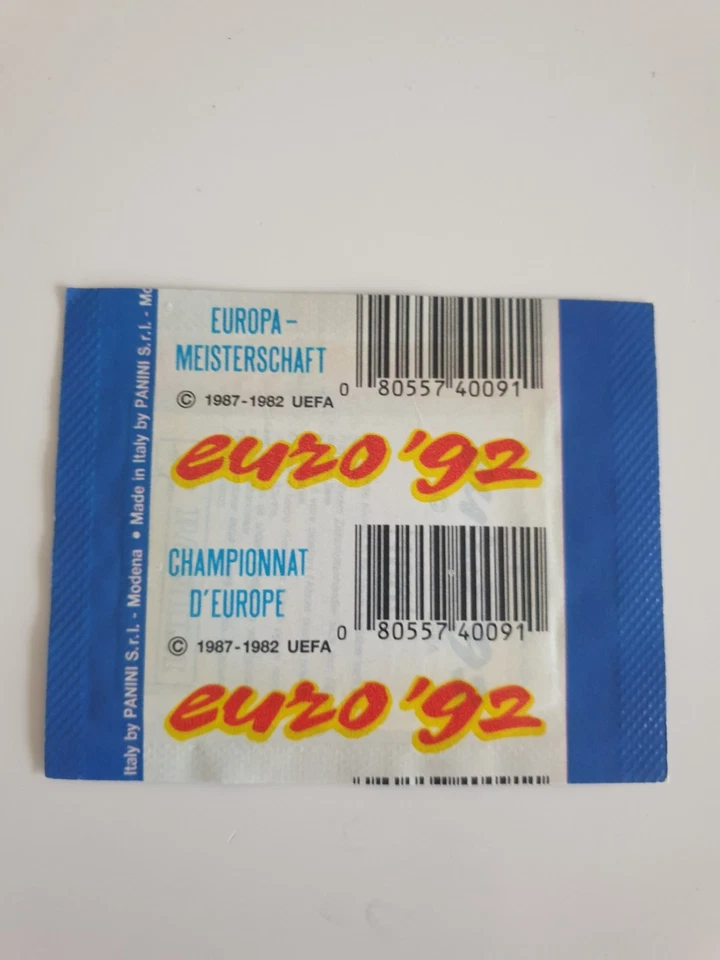 EUROPA-
MEISTERSCHAFT
© 1987-1982 UEFA
0 80557 40091
euro '92
CHAMPIONNAT
D'EUROPE
© 1987-1982 UEFA
0 80557 40091
euro '92
Italy by PANINI S.r.l. - Modena • Made in Italy by PANINI S.r.l. - Mo